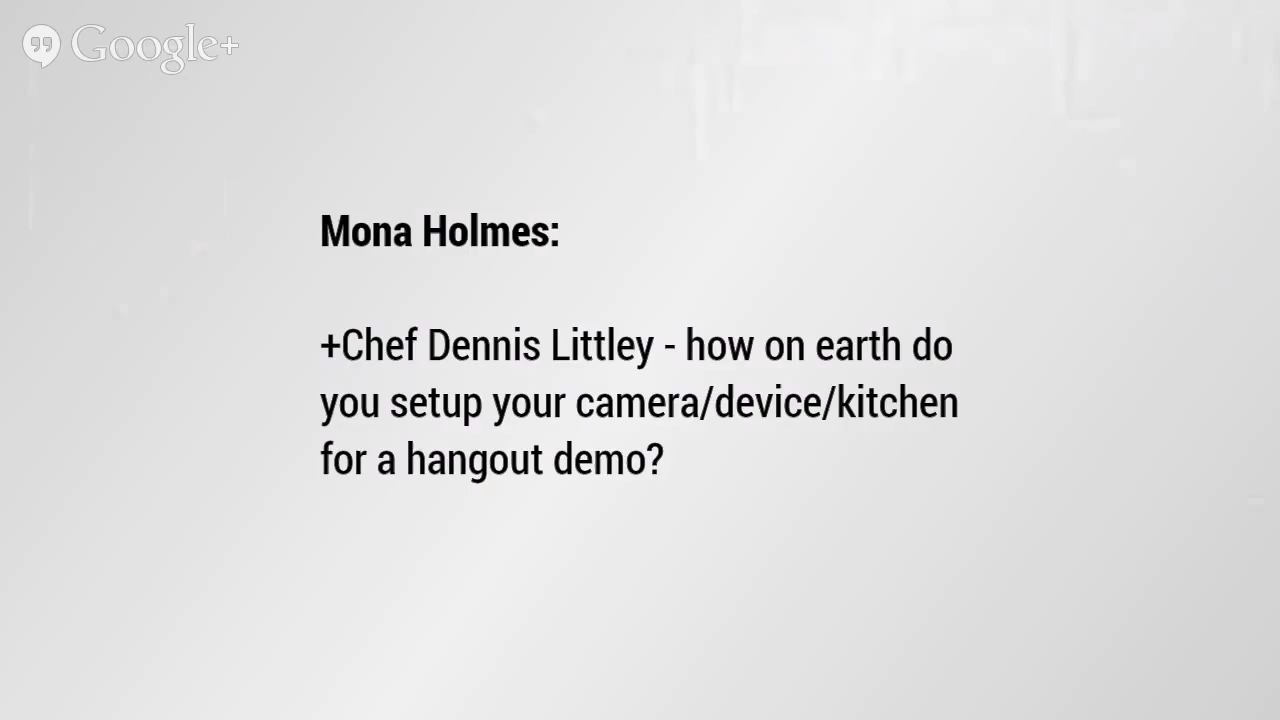 Google+
Mona Holmes:
+Chef Dennis Littley - how on earth do
you setup your camera/device/kitchen
for a hangout demo?